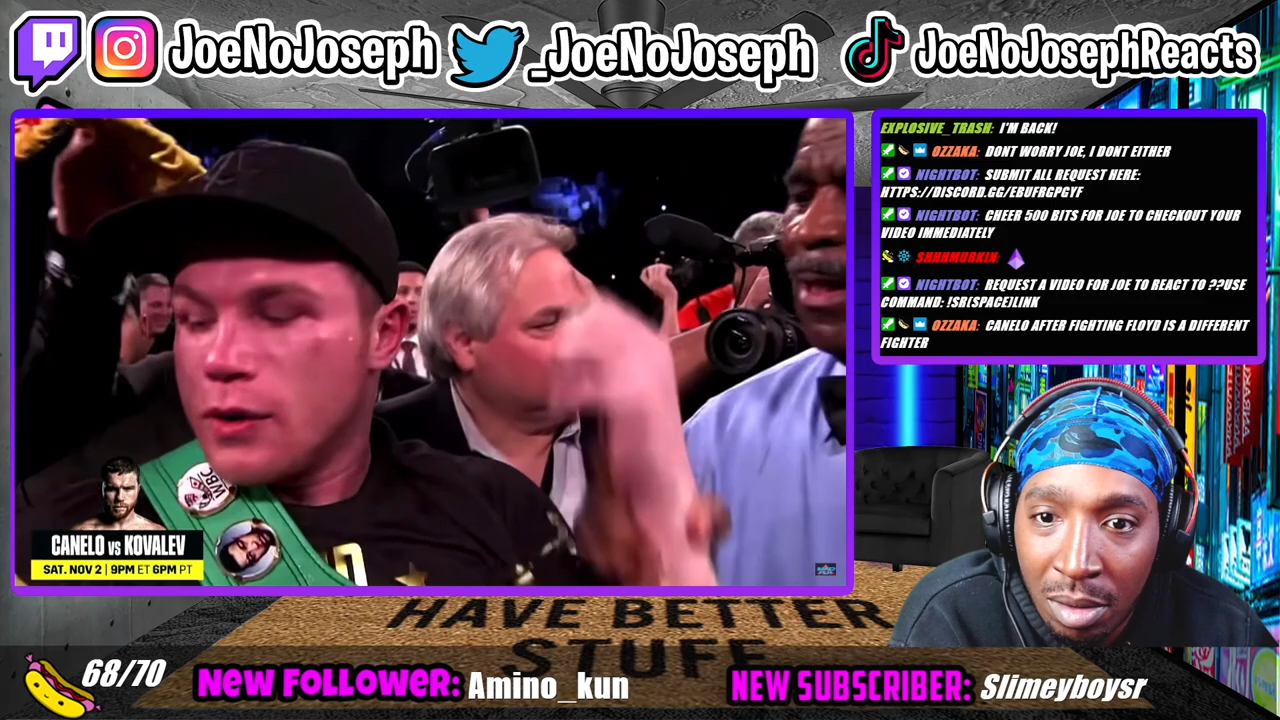 JoeNoJoseph
_JoeNoJoseph
JoeNoJosephReacts
EXPLOSIVE_TRASH: I'M BACK!
OZZAKA: DONT WORRY JOE, I DONT EITHER
NIGHTBOT: SUBMIT ALL REQUEST HERE:
HTTPS://DISCORD.GG/EBUFRGPGYF
NIGHTBOT: CHEER 500 BITS FOR JOE TO CHECKOUT YOUR
VIDEO IMMEDIATELY
SHHHMURKIN:
NIGHTBOT: REQUEST A VIDEO FOR JOE TO REACT TO ??USE
COMMAND: !SR(SPACE)LINK
OZZAKA: CANELO AFTER FIGHTING FLOYD IS A DIFFERENT
FIGHTER
WBC
CANELO vs KOVALEV
SAT. NOV 2 | 9PM ET 6PM PT
HAVE BETTER
STUFF
68/70
New Follower: Amino_kun
NEW SUBSCRIBER: Slimeyboysr